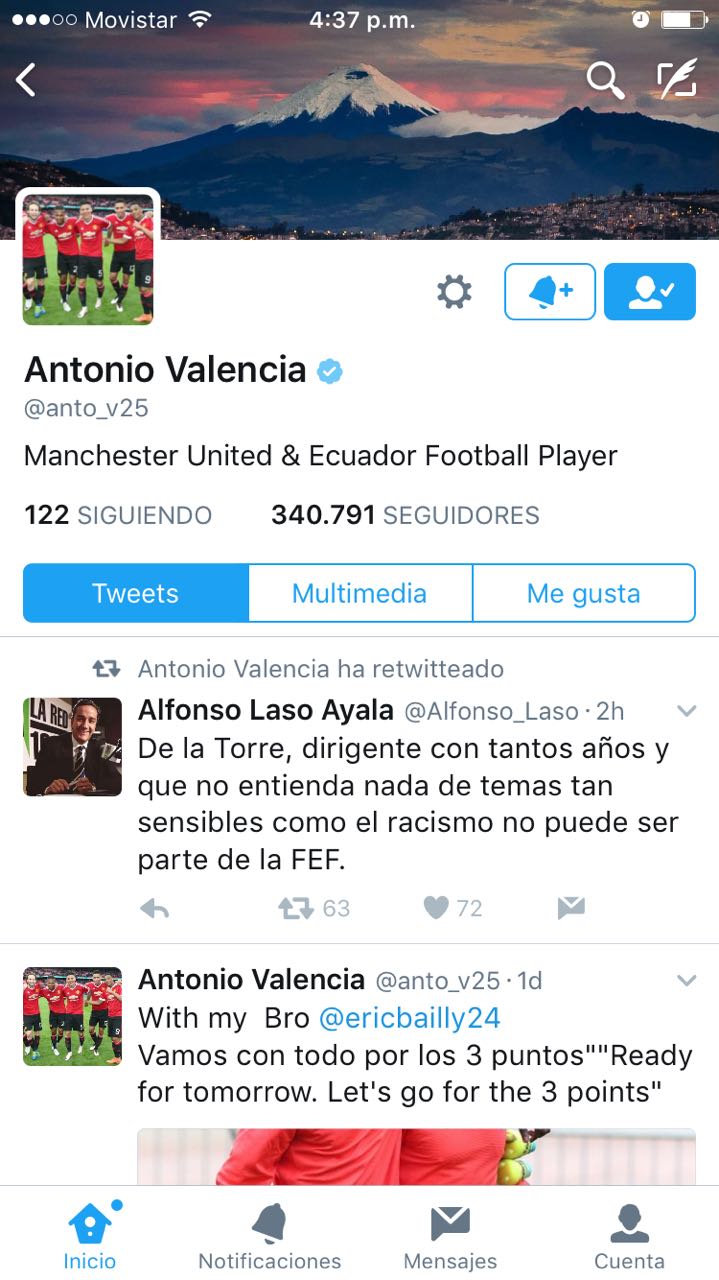 Movistar 4:37 p.m.
Antonio Valencia
@anto_v25
Manchester United & Ecuador Football Player
122 SIGUIENDO 340.791 SEGUIDORES
Tweets Multimedia Me gusta
Antonio Valencia ha retwitteado
Alfonso Laso Ayala @Alfonso_Laso · 2h
LA RED
De la Torre, dirigente con tantos años y
que no entienda nada de temas tan
sensibles como el racismo no puede ser
parte de la FEF.
63 72
Antonio Valencia @anto_v25 · 1d
With my Bro @ericbailly24
Vamos con todo por los 3 puntos""Ready
for tomorrow. Let's go for the 3 points"
Inicio Notificaciones Mensajes Cuenta